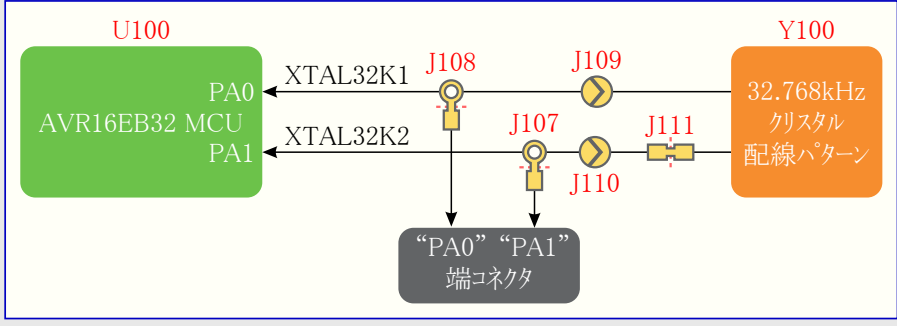 U100
Y100
J108
J109
XTAL32K1
PA0
AVR16EB32 MCU
XTAL32K2
PA1
J107
J111
J110
32.768kHz
クリスタル
配線パターン
“PA0” “PA1”
端コネクタ